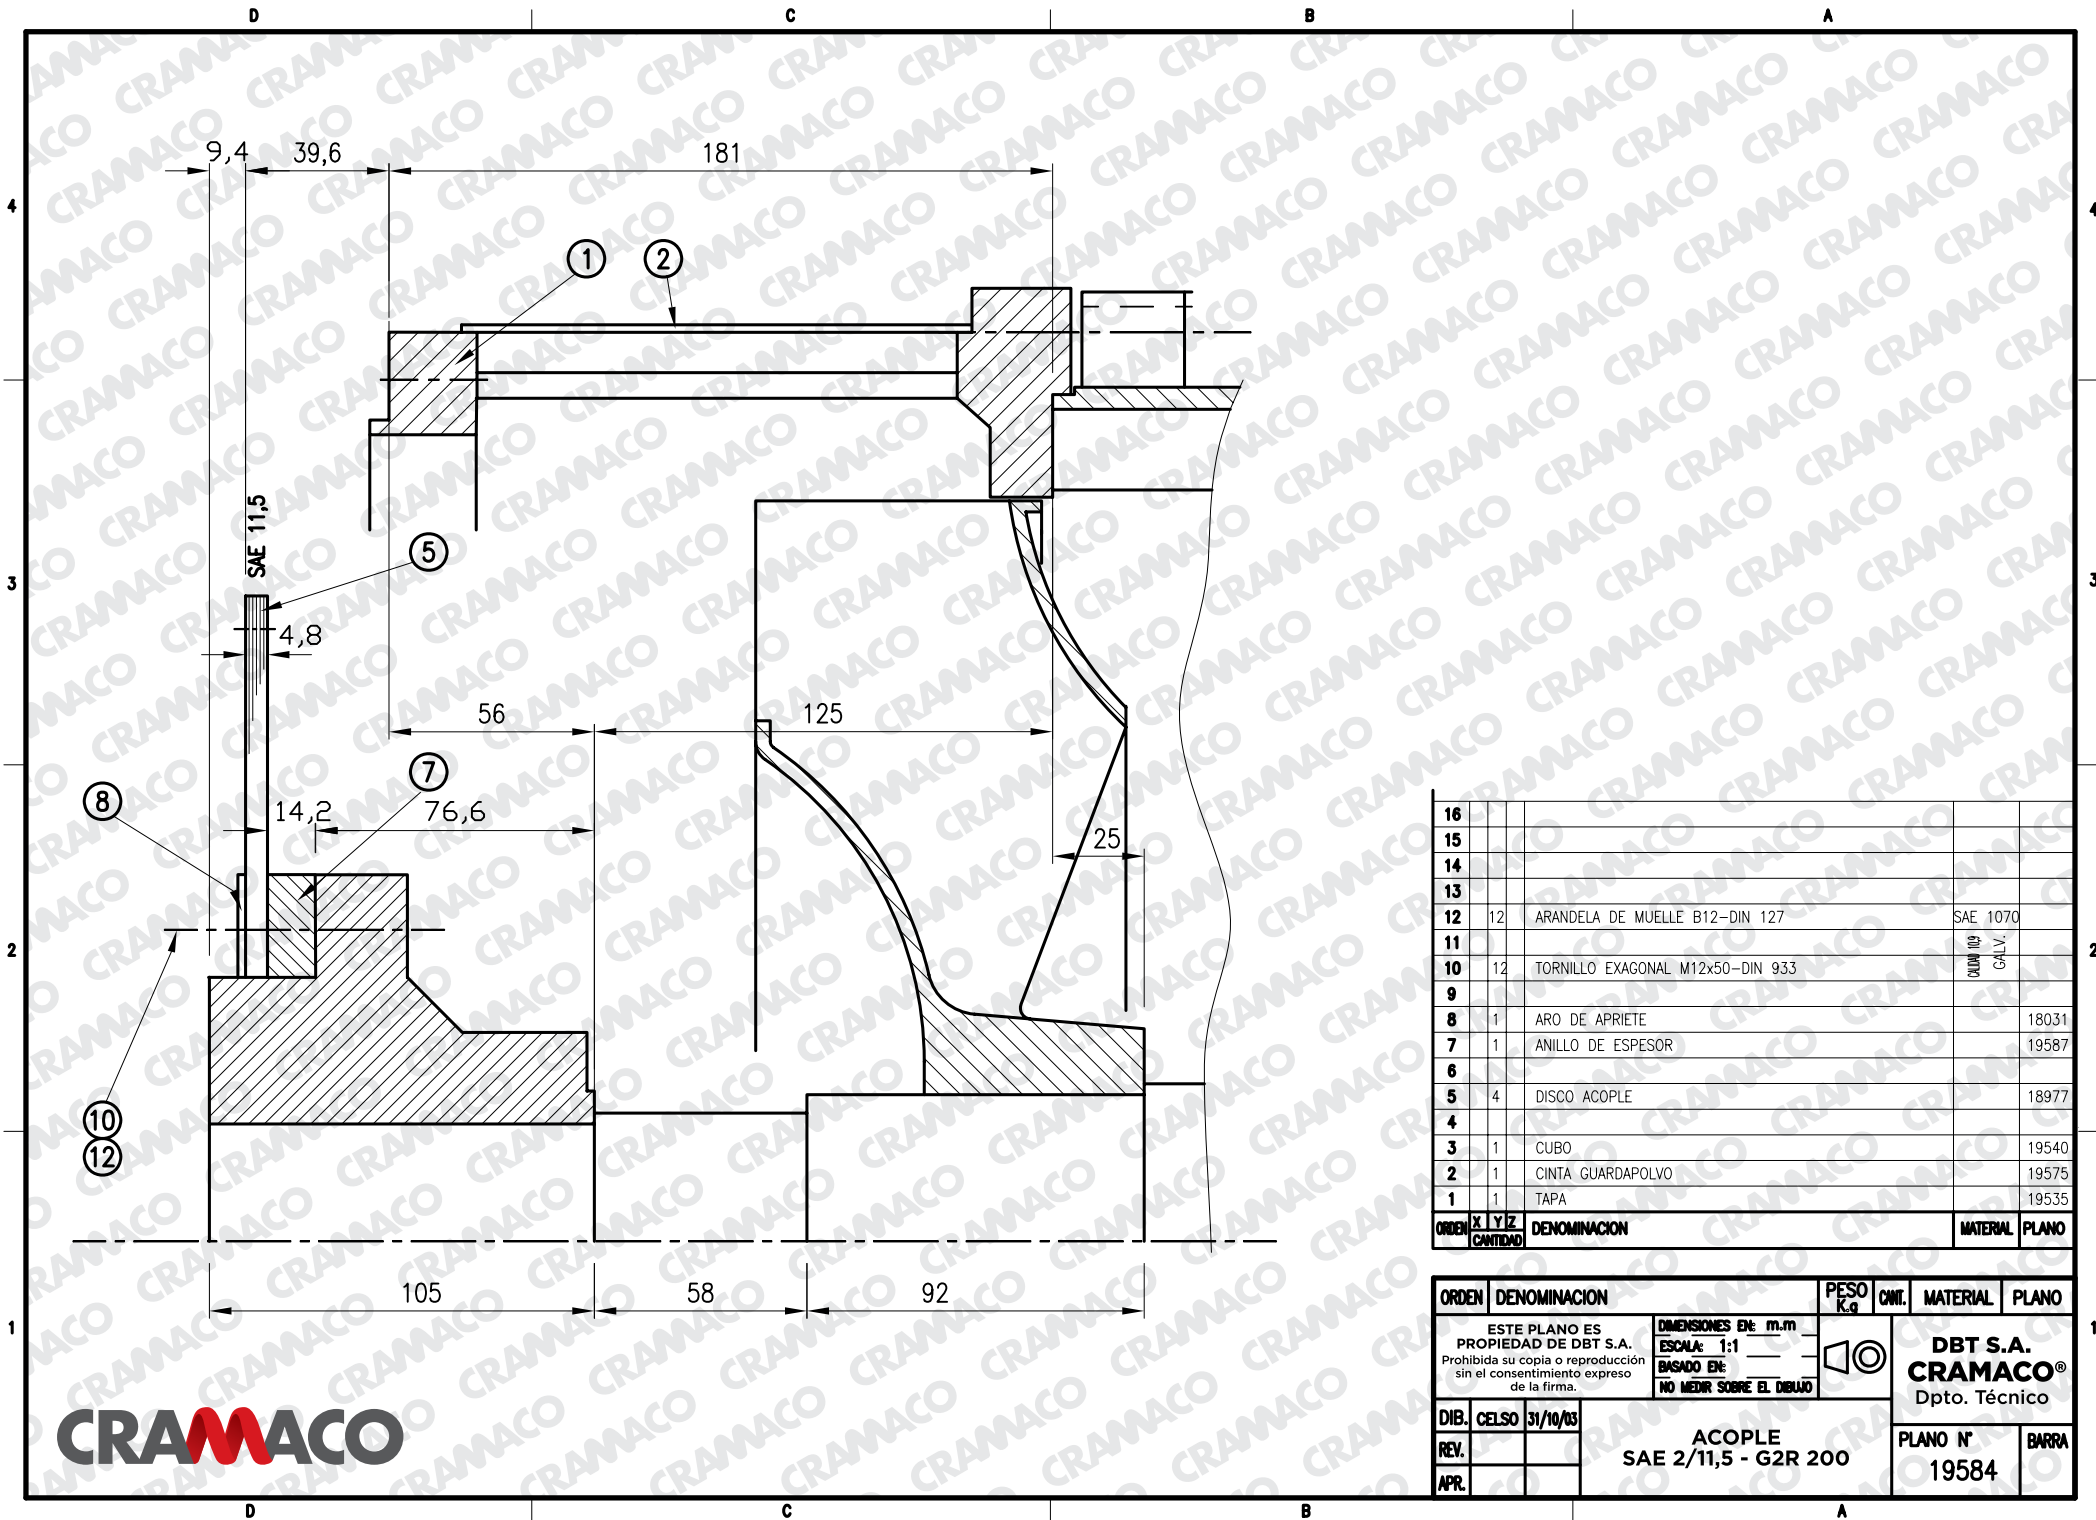 D C B A
9,4 39,6 181
4 4
1 2
SAE 11,5
5
3 3
4,8
56 125
7
8
14,2 76,6
25
2 2
10
12
105 58 92
1 1
16
15
14
13
12 12 ARANDELA DE MUELLE B12-DIN 127 SAE 1070
11
10 12 TORNILLO EXAGONAL M12x50-DIN 933 CALIDAD 10,9 GALV.
9
8 1 ARO DE APRIETE 18031
7 1 ANILLO DE ESPESOR 19587
6
5 4 DISCO ACOPLE 18977
4
3 1 CUBO 19540
2 1 CINTA GUARDAPOLVO 19575
1 1 TAPA 19535
ORDEN X Y Z CANTIDAD DENOMINACION MATERIAL PLANO
ORDEN DENOMINACION PESO K.g CANT. MATERIAL PLANO
ESTE PLANO ES
PROPIEDAD DE DBT S.A.
Prohibida su copia o reproducción
sin el consentimiento expreso
de la firma.
DIMENSIONES EN: m.m
ESCALA: 1:1
BASADO EN:
NO MEDIR SOBRE EL DIBUJO
DBT S.A.
CRAMACO®
Dpto. Técnico
DIB. CELSO 31/10/03
REV.
APR.
ACOPLE
SAE 2/11,5 - G2R 200
PLANO N° BARRA
19584
CRAMACO
D C B A